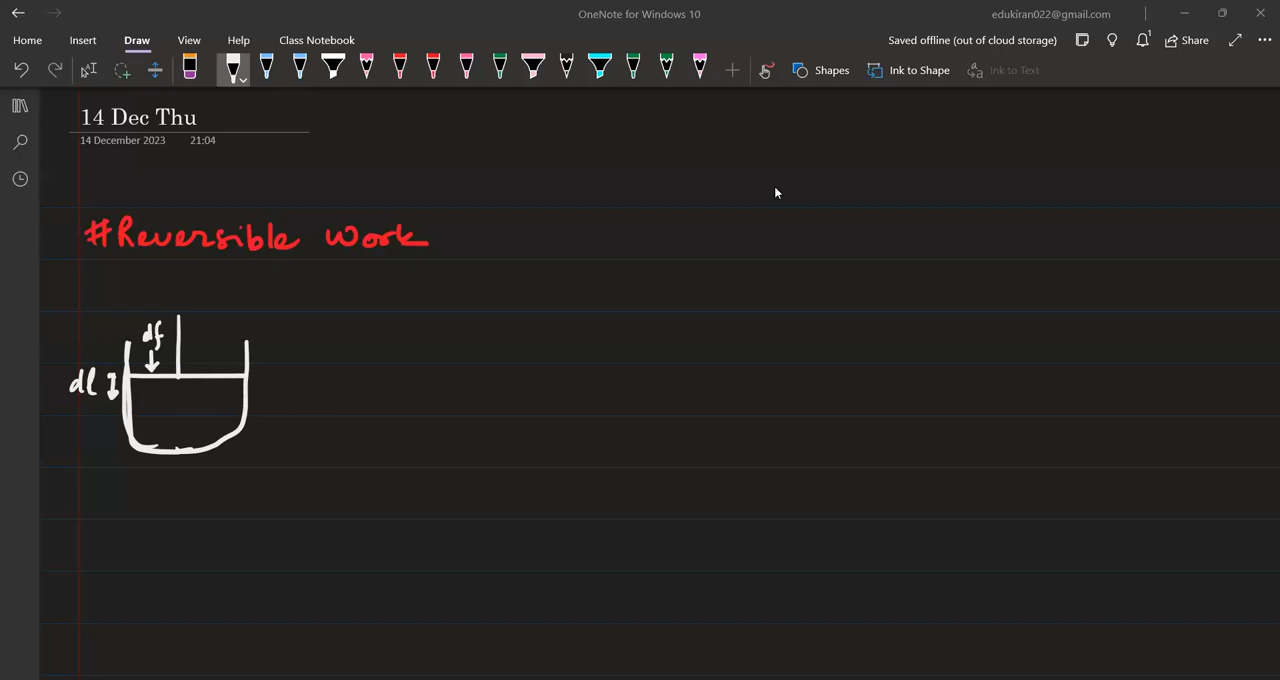 OneNote for Windows 10
edukiran022@gmail.com
Home Insert Draw View Help Class Notebook
Saved offline (out of cloud storage) 1 Share
Shapes Ink to Shape Ink to Text
14 Dec Thu
14 December 2023 21:04
#Reversible Work
df
dl